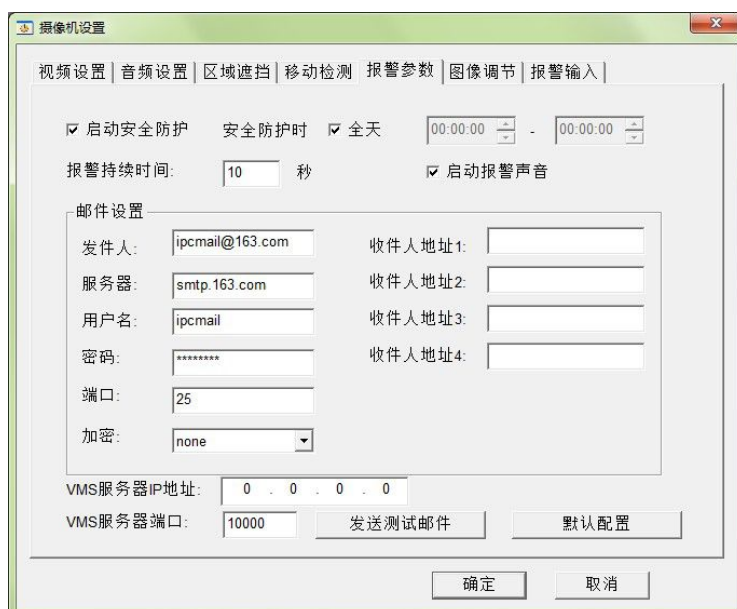 摄像机设置
视频设置 音频设置 区域遮挡 移动检测 报警参数 图像调节 报警输入
启动安全防护 安全防护时 全天 00:00:00 - 00:00:00
报警持续时间: 10 秒 启动报警声音
邮件设置
发件人: ipcmail@163.com 收件人地址1:
服务器: smtp.163.com 收件人地址2:
用户名: ipcmail 收件人地址3:
密码: ******** 收件人地址4:
端口: 25
加密: none
VMS服务器IP地址: 0 . 0 . 0 . 0
VMS服务器端口: 10000 发送测试邮件 默认配置
确定 取消